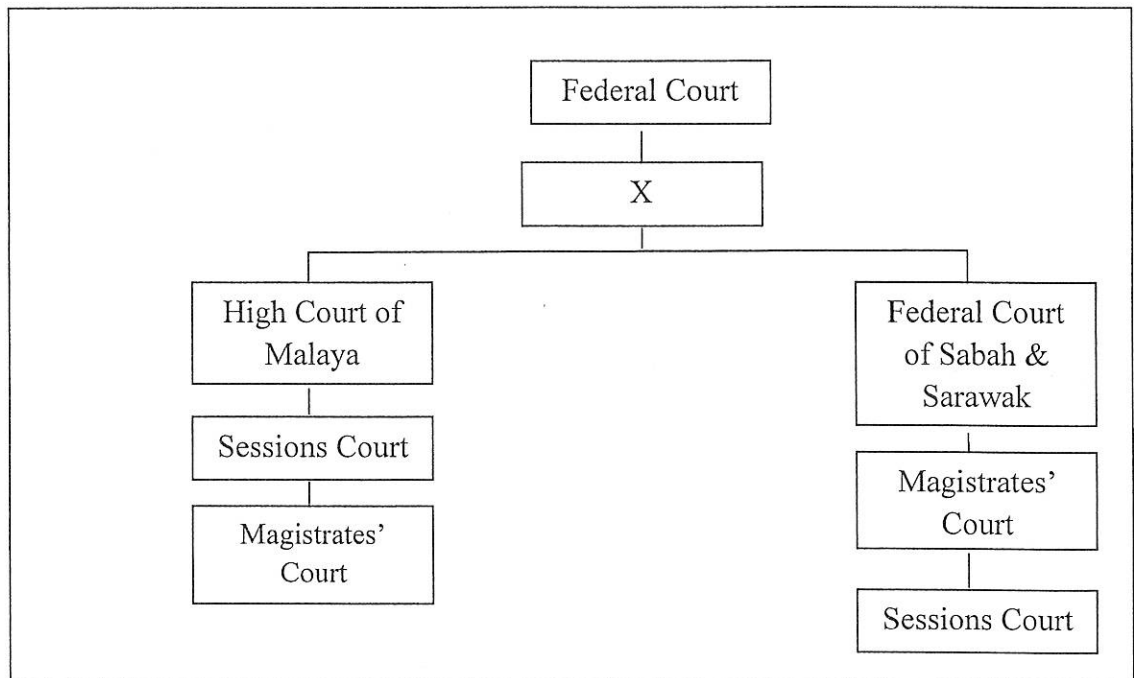 Federal Court
X
High Court of
Malaya
Sessions Court
Magistrates'
Court
Federal Court
of Sabah &
Sarawak
Magistrates'
Court
Sessions Court